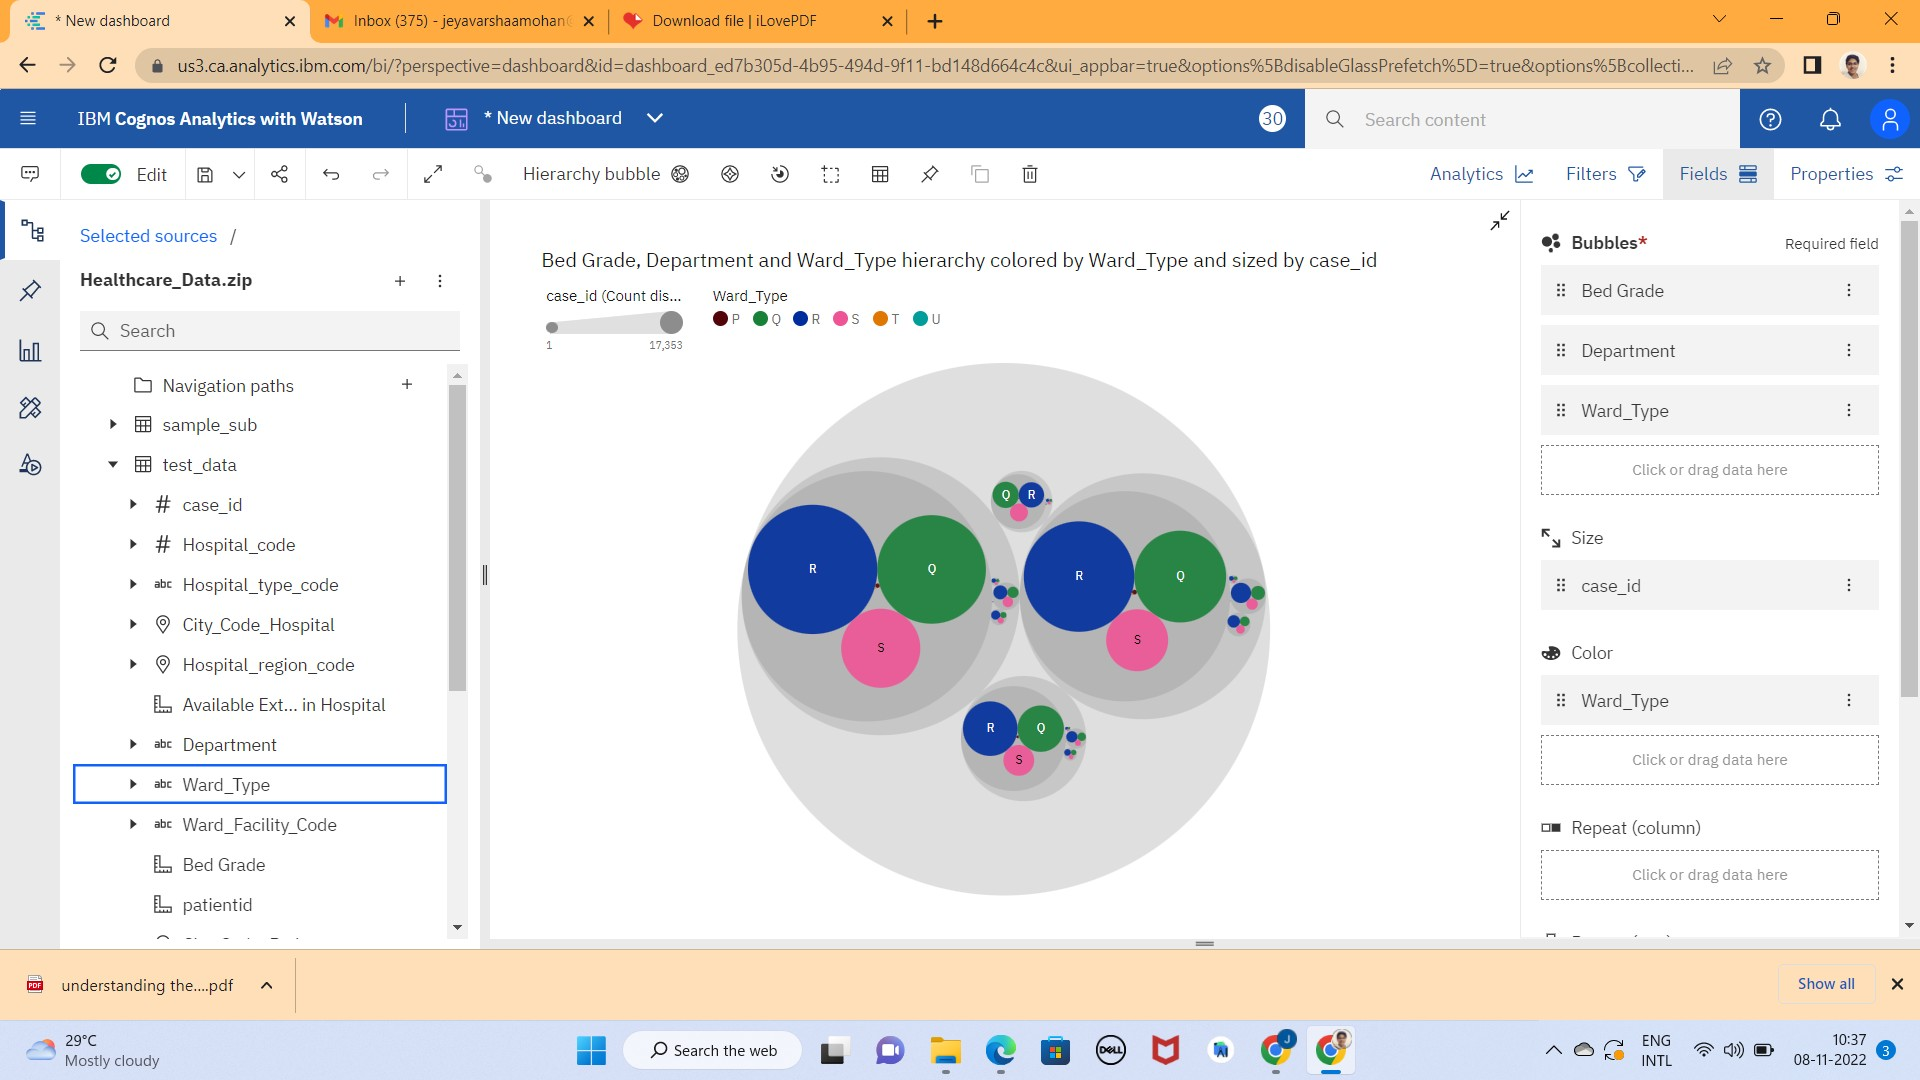 * New dashboard
Inbox (375) - jeyavarshaamohan@
Download file | iLovePDF
us3.ca.analytics.ibm.com/bi/?perspective=dashboard&id=dashboard_ed7b305d-4b95-494d-9f11-bd148d664c4c&ui_appbar=true&options%5BdisableGlassPrefetch%5D=true&options%5Bcollecti...
IBM Cognos Analytics with Watson
* New dashboard
30
Search content
Edit
Hierarchy bubble
Analytics
Filters
Fields
Properties
Selected sources /
Healthcare_Data.zip
Search
Navigation paths
sample_sub
test_data
case_id
Hospital_code
abc Hospital_type_code
City_Code_Hospital
Hospital_region_code
Available Ext... in Hospital
abc Department
abc Ward_Type
abc Ward_Facility_Code
Bed Grade
patientid
Bed Grade, Department and Ward_Type hierarchy colored by Ward_Type and sized by case_id
case_id (Count dis...
1 17,353
Ward_Type
P Q R S T U
Q R
R Q
S
R Q
S
R Q
S
Bubbles* Required field
Bed Grade
Department
Ward_Type
Click or drag data here
Size
case_id
Color
Ward_Type
Click or drag data here
Repeat (column)
Click or drag data here
PDF
understanding the....pdf
Show all
29°C
Mostly cloudy
Search the web
DELL
J
ENG
INTL
10:37
08-11-2022
3